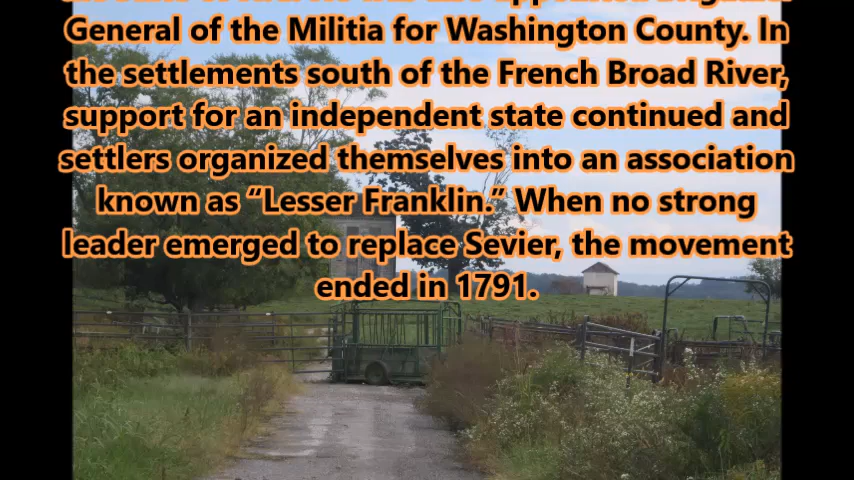 General of the Militia for Washington County. In
the settlements south of the French Broad River,
support for an independent state continued and
settlers organized themselves into an association
known as “Lesser Franklin.” When no strong
leader emerged to replace Sevier, the movement
ended in 1791.